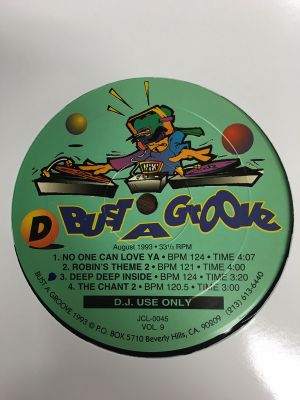 D BUST A GROOVE
August 1993 • 33⅓ RPM
1. NO ONE CAN LOVE YA • BPM 124 • TIME 4:07
2. ROBIN'S THEME 2 • BPM 121 • TIME 4:00
3. DEEP DEEP INSIDE • BPM 124 • TIME 3:20
4. THE CHANT 2 • BPM 120.5 • TIME 3:00
D.J. USE ONLY
JCL-0045
VOL. 9
BUST A GROOVE 1993 © P.O. BOX 5710 Beverly Hills, CA. 90209 (213) 613-6440